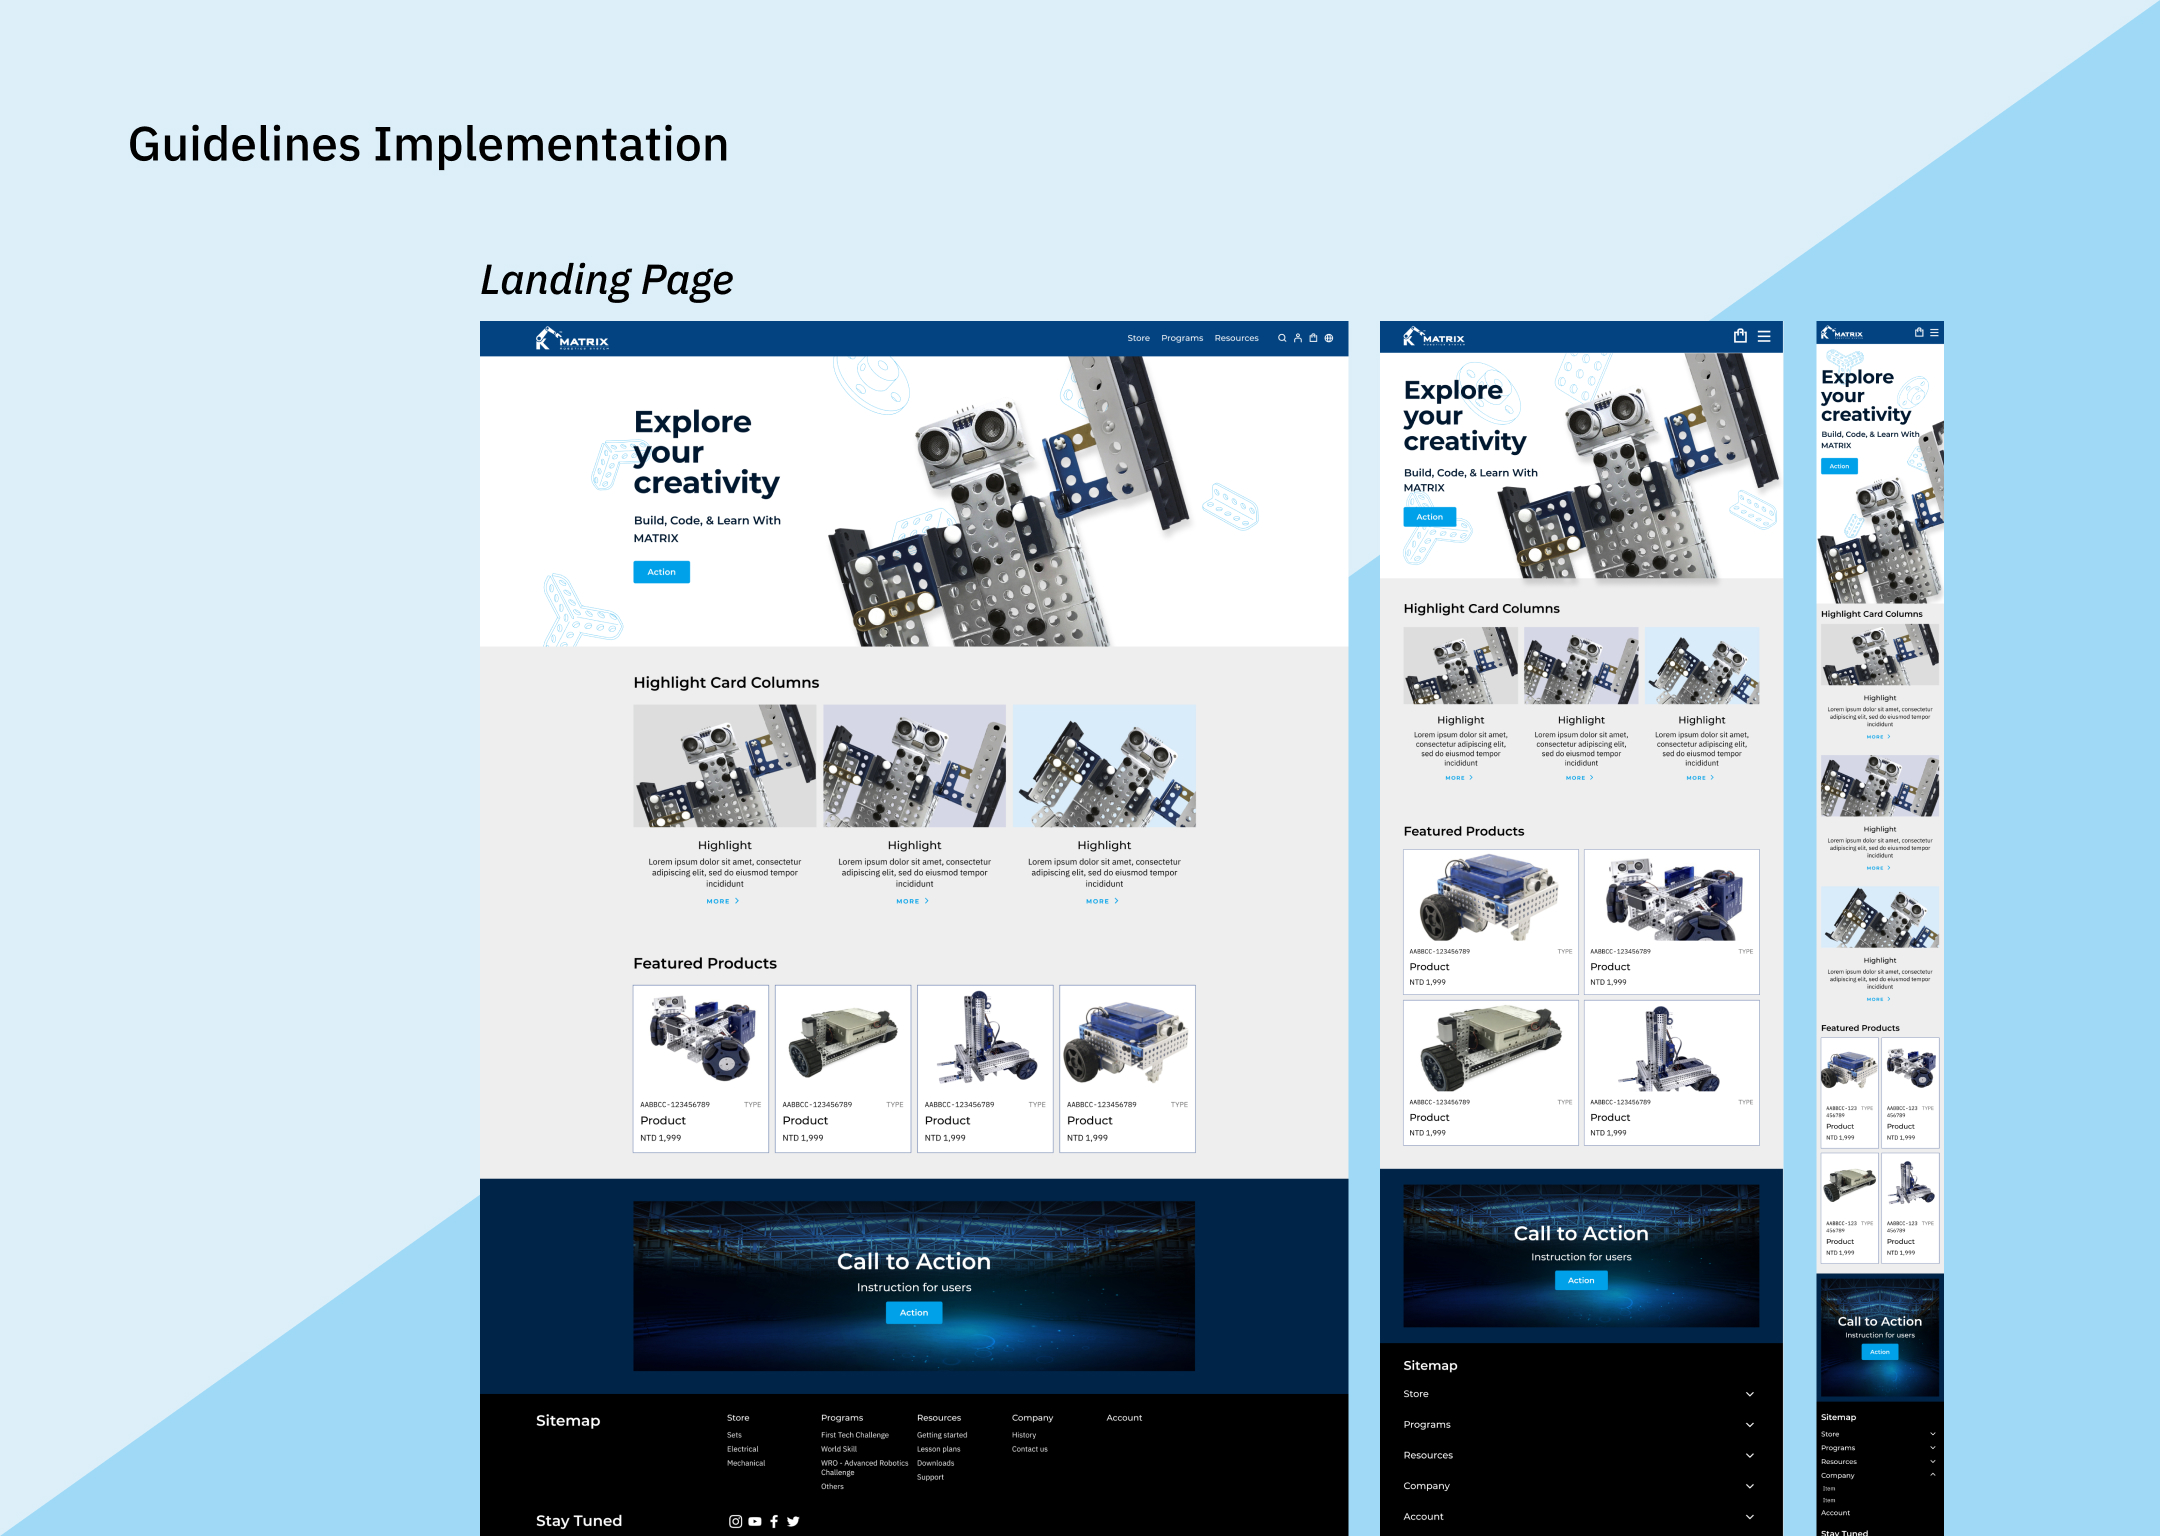 Guidelines Implementation
Landing Page
MATRIX
ROBOTICS SYSTEM
Store Programs Resources
Explore
your
creativity
Build, Code, & Learn With
MATRIX
Action
Highlight Card Columns
Highlight
Lorem ipsum dolor sit amet, consectetur
adipiscing elit, sed do eiusmod tempor
incididunt
MORE
Highlight
Lorem ipsum dolor sit amet, consectetur
adipiscing elit, sed do eiusmod tempor
incididunt
MORE
Highlight
Lorem ipsum dolor sit amet, consectetur
adipiscing elit, sed do eiusmod tempor
incididunt
MORE
Featured Products
AABBCC-123456789 TYPE
Product
NTD 1,999
AABBCC-123456789 TYPE
Product
NTD 1,999
AABBCC-123456789 TYPE
Product
NTD 1,999
AABBCC-123456789 TYPE
Product
NTD 1,999
Call to Action
Instruction for users
Action
Sitemap
Store
Sets
Electrical
Mechanical
Programs
First Tech Challenge
World Skill
WRO - Advanced Robotics
Challenge
Others
Resources
Getting started
Lesson plans
Downloads
Support
Company
History
Contact us
Account
Stay Tuned
MATRIX
Explore
your
creativity
Build, Code, & Learn With
MATRIX
Action
Highlight Card Columns
Highlight
Lorem ipsum dolor sit amet,
consectetur adipiscing elit,
sed do eiusmod tempor
incididunt
MORE
Highlight
Lorem ipsum dolor sit amet,
consectetur adipiscing elit,
sed do eiusmod tempor
incididunt
MORE
Highlight
Lorem ipsum dolor sit amet,
consectetur adipiscing elit,
sed do eiusmod tempor
incididunt
MORE
Featured Products
AABBCC-123456789 TYPE
Product
NTD 1,999
AABBCC-123456789 TYPE
Product
NTD 1,999
AABBCC-123456789 TYPE
Product
NTD 1,999
AABBCC-123456789 TYPE
Product
NTD 1,999
Call to Action
Instruction for users
Action
Sitemap
Store
Programs
Resources
Company
Account
MATRIX
Explore
your
creativity
Build, Code, & Learn With
MATRIX
Action
Highlight Card Columns
Highlight
Lorem ipsum dolor sit amet, consectetur
adipiscing elit, sed do eiusmod tempor
incididunt
MORE
Highlight
Lorem ipsum dolor sit amet, consectetur
adipiscing elit, sed do eiusmod tempor
incididunt
MORE
Highlight
Lorem ipsum dolor sit amet, consectetur
adipiscing elit, sed do eiusmod tempor
incididunt
MORE
Featured Products
AABBCC-123 TYPE
456789
Product
NTD 1,999
AABBCC-123 TYPE
456789
Product
NTD 1,999
AABBCC-123 TYPE
456789
Product
NTD 1,999
AABBCC-123 TYPE
456789
Product
NTD 1,999
Call to Action
Instruction for users
Action
Sitemap
Store
Programs
Resources
Company
Item
Item
Account
Stay Tuned